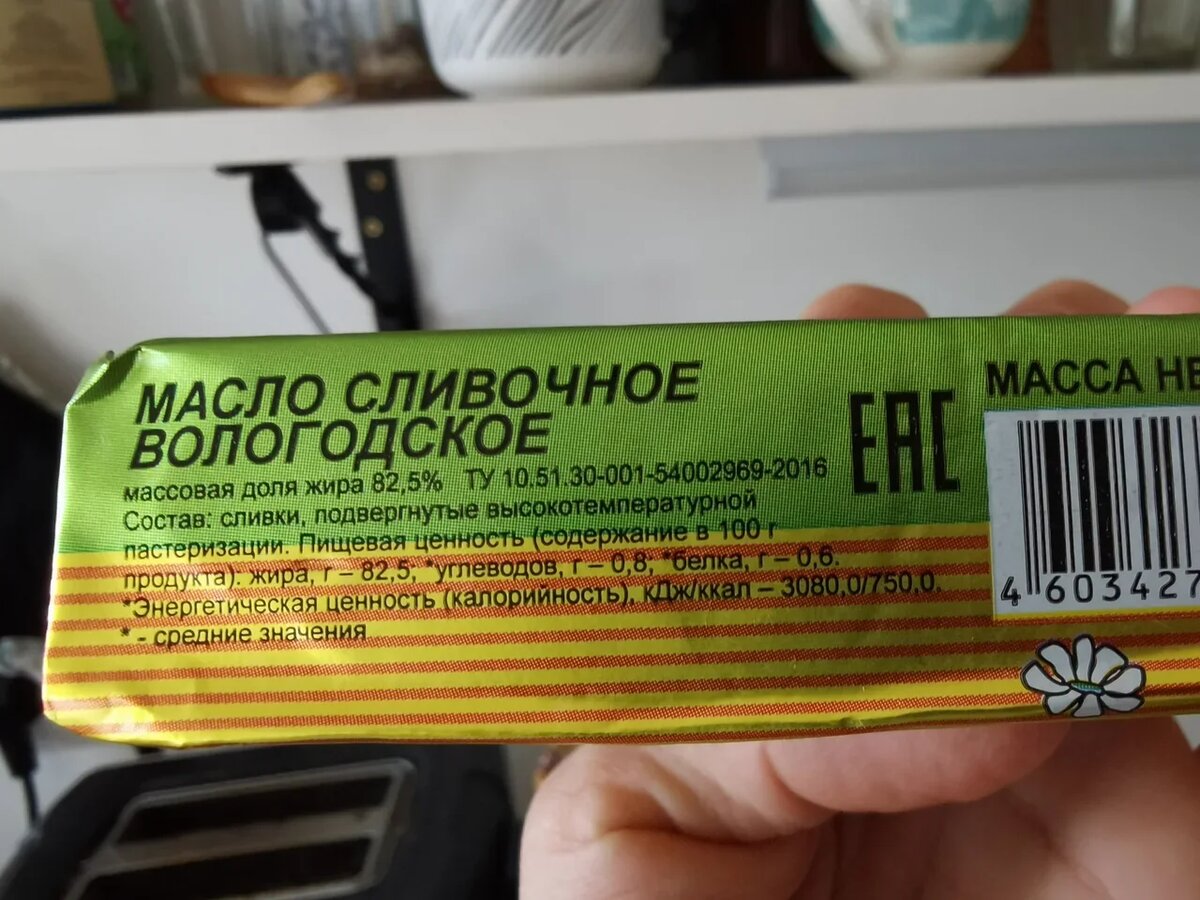 МАСЛО СЛИВОЧНОЕ
ВОЛОГОДСКОЕ
массовая доля жира 82,5% ТУ 10.51.30-001-54002969-2016
Состав: сливки, подвергнутые высокотемпературной
пастеризации. Пищевая ценность (содержание в 100 г
продукта): жира, г – 82,5, *углеводов, г – 0,8; *белка, г – 0,6.
*Энергетическая ценность (калорийность), кДж/ккал – 3080,0/750,0.
* - средние значения
EAC
МАССА НЕ
4 603427